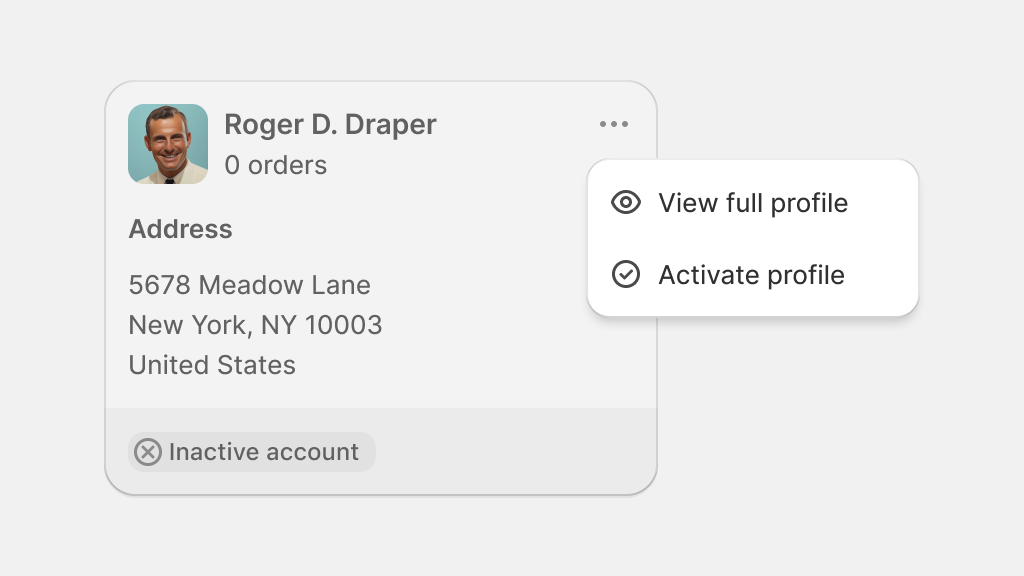 Roger D. Draper
0 orders
Address
5678 Meadow Lane
New York, NY 10003
United States
Inactive account
View full profile
Activate profile